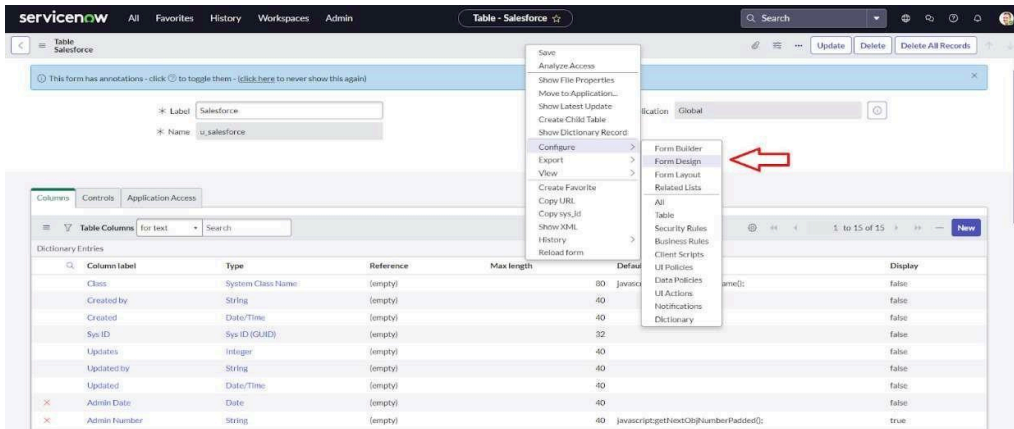 servicenow All Favorites History Workspaces Admin Table - Salesforce Search
Table
Salesforce
Update Delete Delete All Records
This form has annotations - click ? to toggle them - (click here to never show this again)
Label Salesforce
Name u_salesforce
lication Global
Save
Analyze Access
Show File Properties
Move to Application...
Show Latest Update
Create Child Table
Show Dictionary Record
Configure
Export
View
Create Favorite
Copy URL
Copy sys_id
Show XML
History
Reload form
Form Builder
Form Design
Form Layout
Related Lists
All
Table
Security Rules
Business Rules
Client Scripts
UI Policies
Data Policies
UI Actions
Notifications
Dictionary
Columns Controls Application Access
Table Columns for text Search 1 to 15 of 15 New
Dictionary Entries
Column label Type Reference Max length Defau Display
Class System Class Name (empty) 80 javascr ame(); false
Created by String (empty) 40 false
Created Date/Time (empty) 40 false
Sys ID Sys ID (GUID) (empty) 32 false
Updates Integer (empty) 40 false
Updated by String (empty) 40 false
Updated Date/Time (empty) 40 false
Admin Date Date (empty) 40 false
Admin Number String (empty) 40 javascript:getNextObjNumberPadded(); true